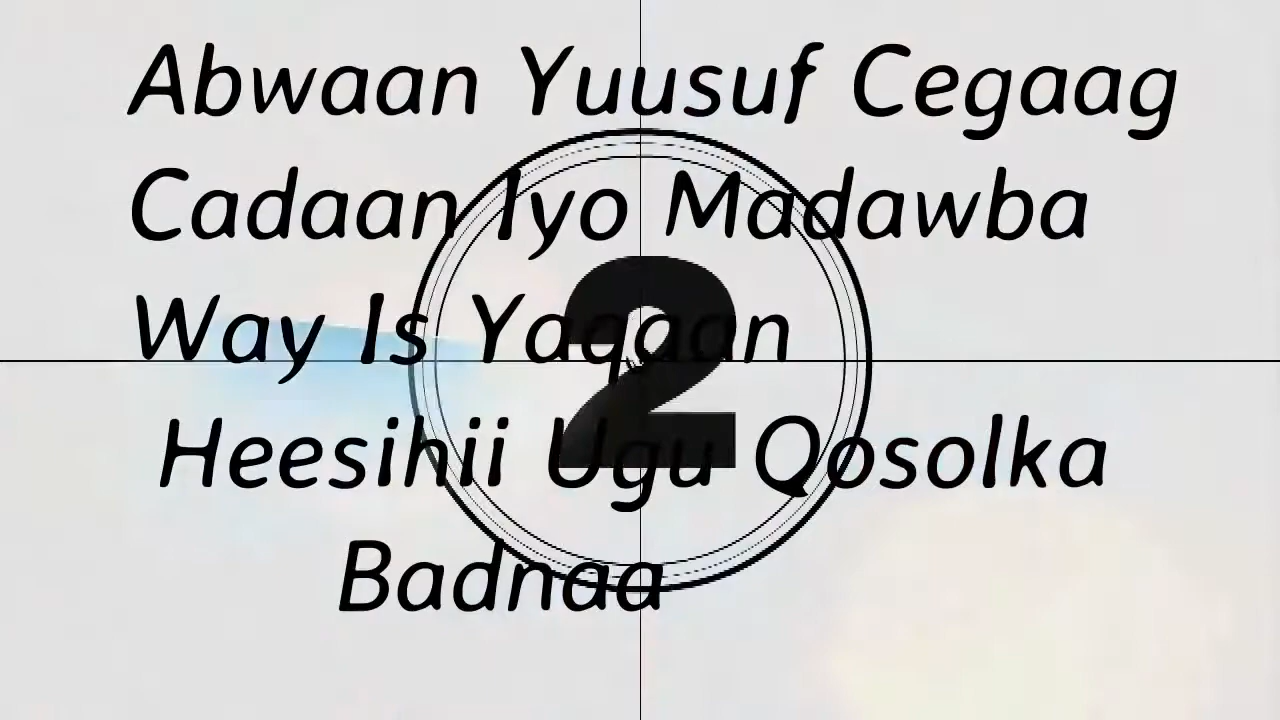 Abwaan Yuusuf Cegaag
Cadaan Iyo Madawba
Way Is Yaqaan
2
Heesihii Ugu Qosolka
Badnaa